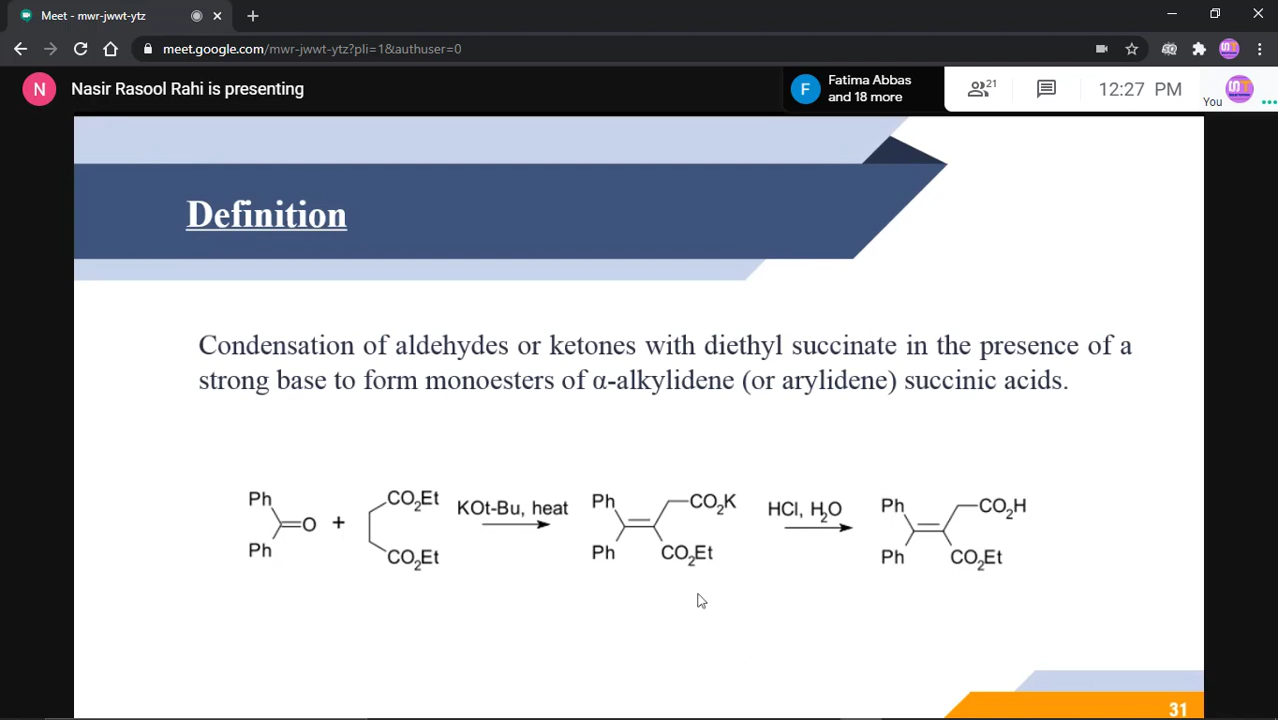 Meet - mwr-jwwt-ytz
meet.google.com/mwr-jwwt-ytz?pli=1&authuser=0
N Nasir Rasool Rahi is presenting
F Fatima Abbas
and 18 more
21
12:27 PM
You
Definition
Condensation of aldehydes or ketones with diethyl succinate in the presence of a
strong base to form monoesters of α-alkylidene (or arylidene) succinic acids.
Ph CO₂Et KOt-Bu, heat Ph CO₂K HCl, H₂O Ph CO₂H
O +
Ph CO₂Et Ph CO₂Et Ph CO₂Et
31